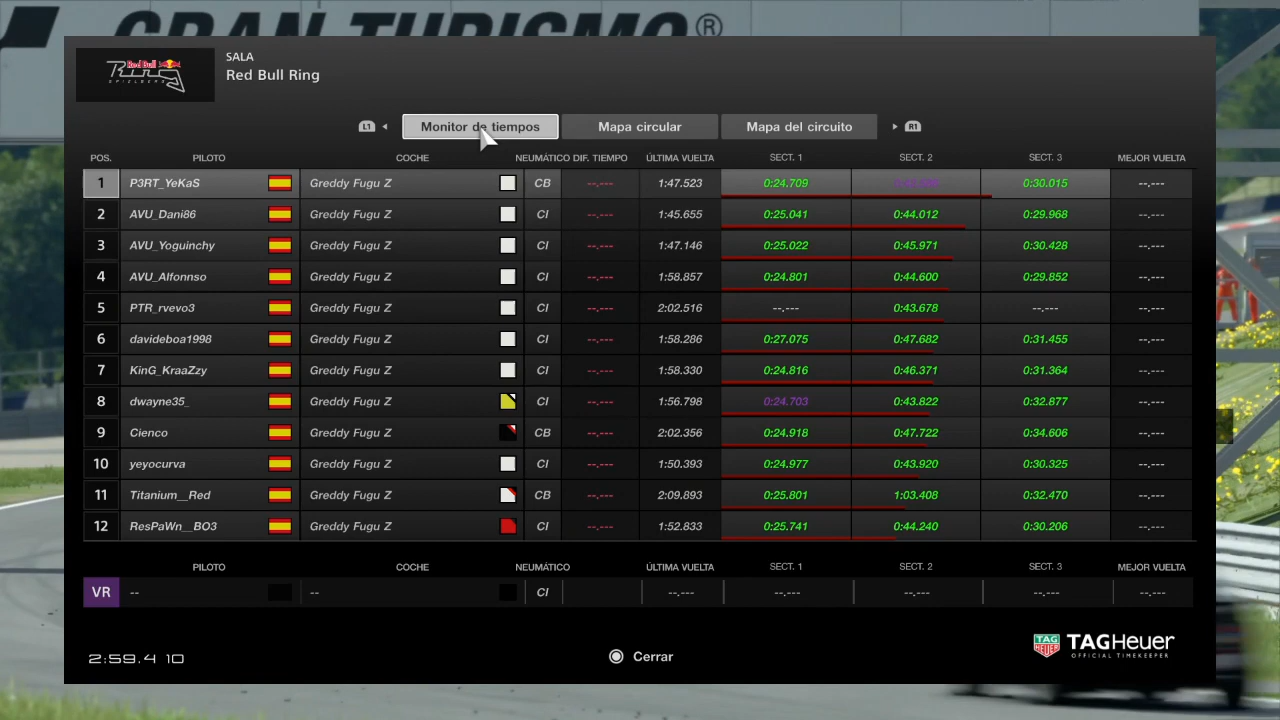 GRAN TURISMO®
Red Bull
Ring
SPIELBERG
SALA
Red Bull Ring
L1 Monitor de tiempos Mapa circular Mapa del circuito R1
POS. PILOTO COCHE NEUMÁTICO DIF. TIEMPO ÚLTIMA VUELTA SECT. 1 SECT. 2 SECT. 3 MEJOR VUELTA
1 P3RT_YeKaS Greddy Fugu Z CB --,--- 1:47.523 0:24.709 0:30.015 --,---
2 AVU_Dani86 Greddy Fugu Z CI --,--- 1:45.655 0:25.041 0:44.012 0:29.968 --,---
3 AVU_Yoguinchy Greddy Fugu Z CI --,--- 1:47.146 0:25.022 0:45.971 0:30.428 --,---
4 AVU_Alfonnso Greddy Fugu Z CI --,--- 1:58.857 0:24.801 0:44.600 0:29.852 --,---
5 PTR_rvevo3 Greddy Fugu Z CI --,--- 2:02.516 --,--- 0:43.678 --,--- --,---
6 davideboa1998 Greddy Fugu Z CI --,--- 1:58.286 0:27.075 0:47.682 0:31.455 --,---
7 KinG_KraaZzy Greddy Fugu Z CI --,--- 1:58.330 0:24.816 0:46.371 0:31.364 --,---
8 dwayne35_ Greddy Fugu Z CI --,--- 1:56.798 0:24.703 0:43.822 0:32.877 --,---
9 Cienco Greddy Fugu Z CB --,--- 2:02.356 0:24.918 0:47.722 0:34.606 --,---
10 yeyocurva Greddy Fugu Z CI --,--- 1:50.393 0:24.977 0:43.920 0:30.325 --,---
11 Titanium__Red Greddy Fugu Z CB --,--- 2:09.893 0:25.801 1:03.408 0:32.470 --,---
12 ResPaWn__BO3 Greddy Fugu Z CI --,--- 1:52.833 0:25.741 0:44.240 0:30.206 --,---
PILOTO COCHE NEUMÁTICO ÚLTIMA VUELTA SECT. 1 SECT. 2 SECT. 3 MEJOR VUELTA
VR -- -- CI --,--- --,--- --,--- --,--- --,---
2:59.4 10
Cerrar
TAG HEUER
TAGHeuer
OFFICIAL TIMEKEEPER